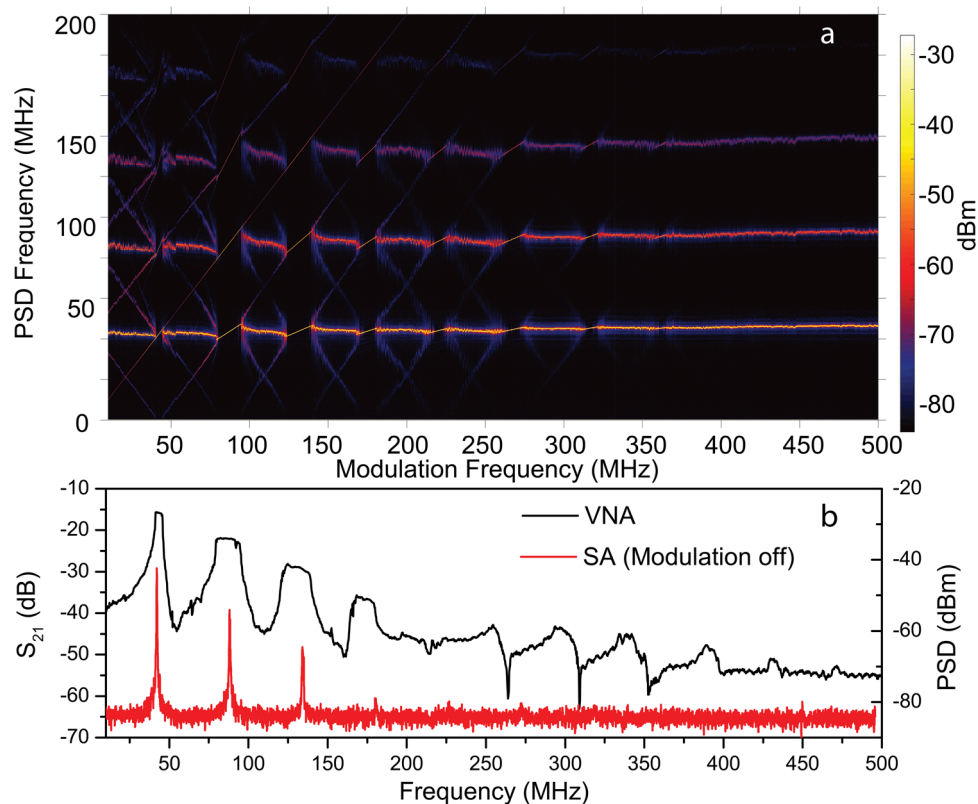 a
200
150
100
50
0
PSD Frequency (MHz)
50 100 150 200 250 300 350 400 450 500
Modulation Frequency (MHz)
-30
-40
-50
-60
-70
-80
dBm
b
-10
-20
-30
-40
-50
-60
-70
S21 (dB)
VNA
SA (Modulation off)
-20
-40
-60
-80
PSD (dBm)
50 100 150 200 250 300 350 400 450 500
Frequency (MHz)